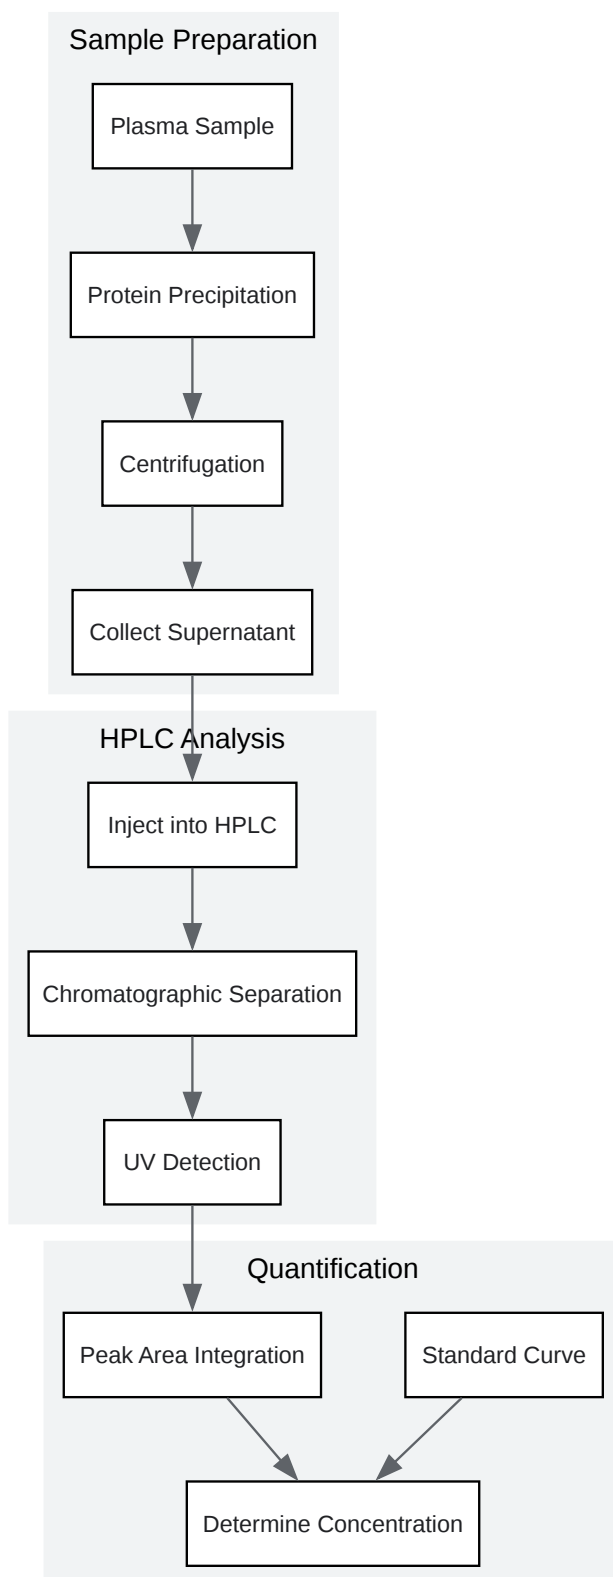 Sample Preparation
Plasma Sample
Protein Precipitation
Centrifugation
Collect Supernatant
HPLC Analysis
Inject into HPLC
Chromatographic Separation
UV Detection
Quantification
Peak Area Integration
Standard Curve
Determine Concentration